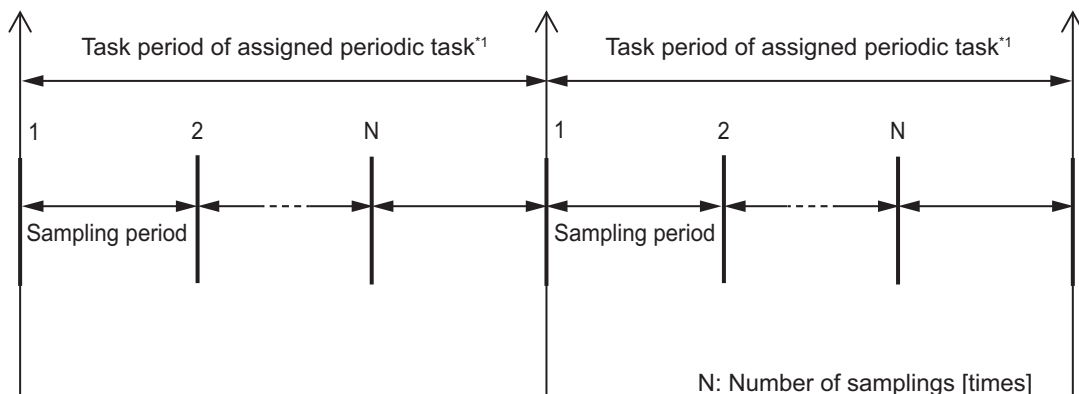 Task period of assigned periodic task*1 Task period of assigned periodic task*1
1 2 N 1 2 N
Sampling period Sampling period
N: Number of samplings [times]